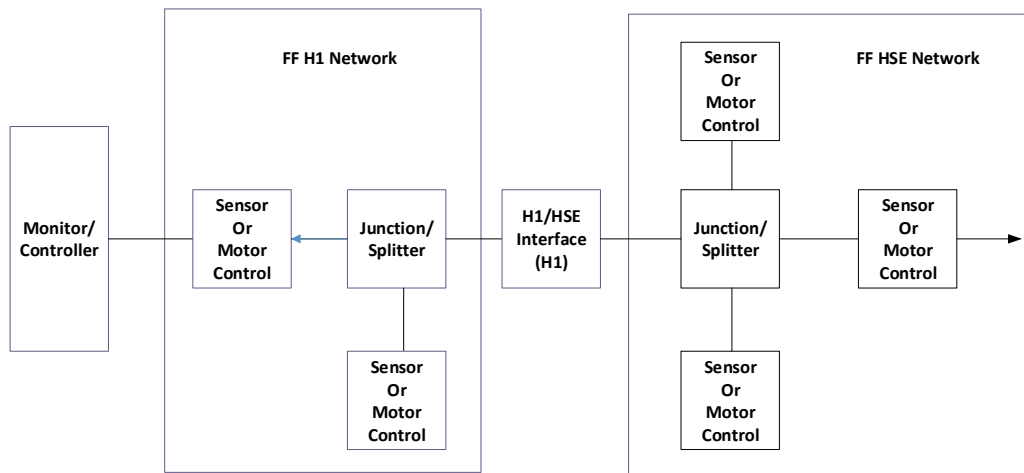 FF H1 Network
FF HSE Network
Sensor
Or
Motor
Control
Monitor/
Controller
Sensor
Or
Motor
Control
Junction/
Splitter
H1/HSE
Interface
(H1)
Junction/
Splitter
Sensor
Or
Motor
Control
Sensor
Or
Motor
Control
Sensor
Or
Motor
Control